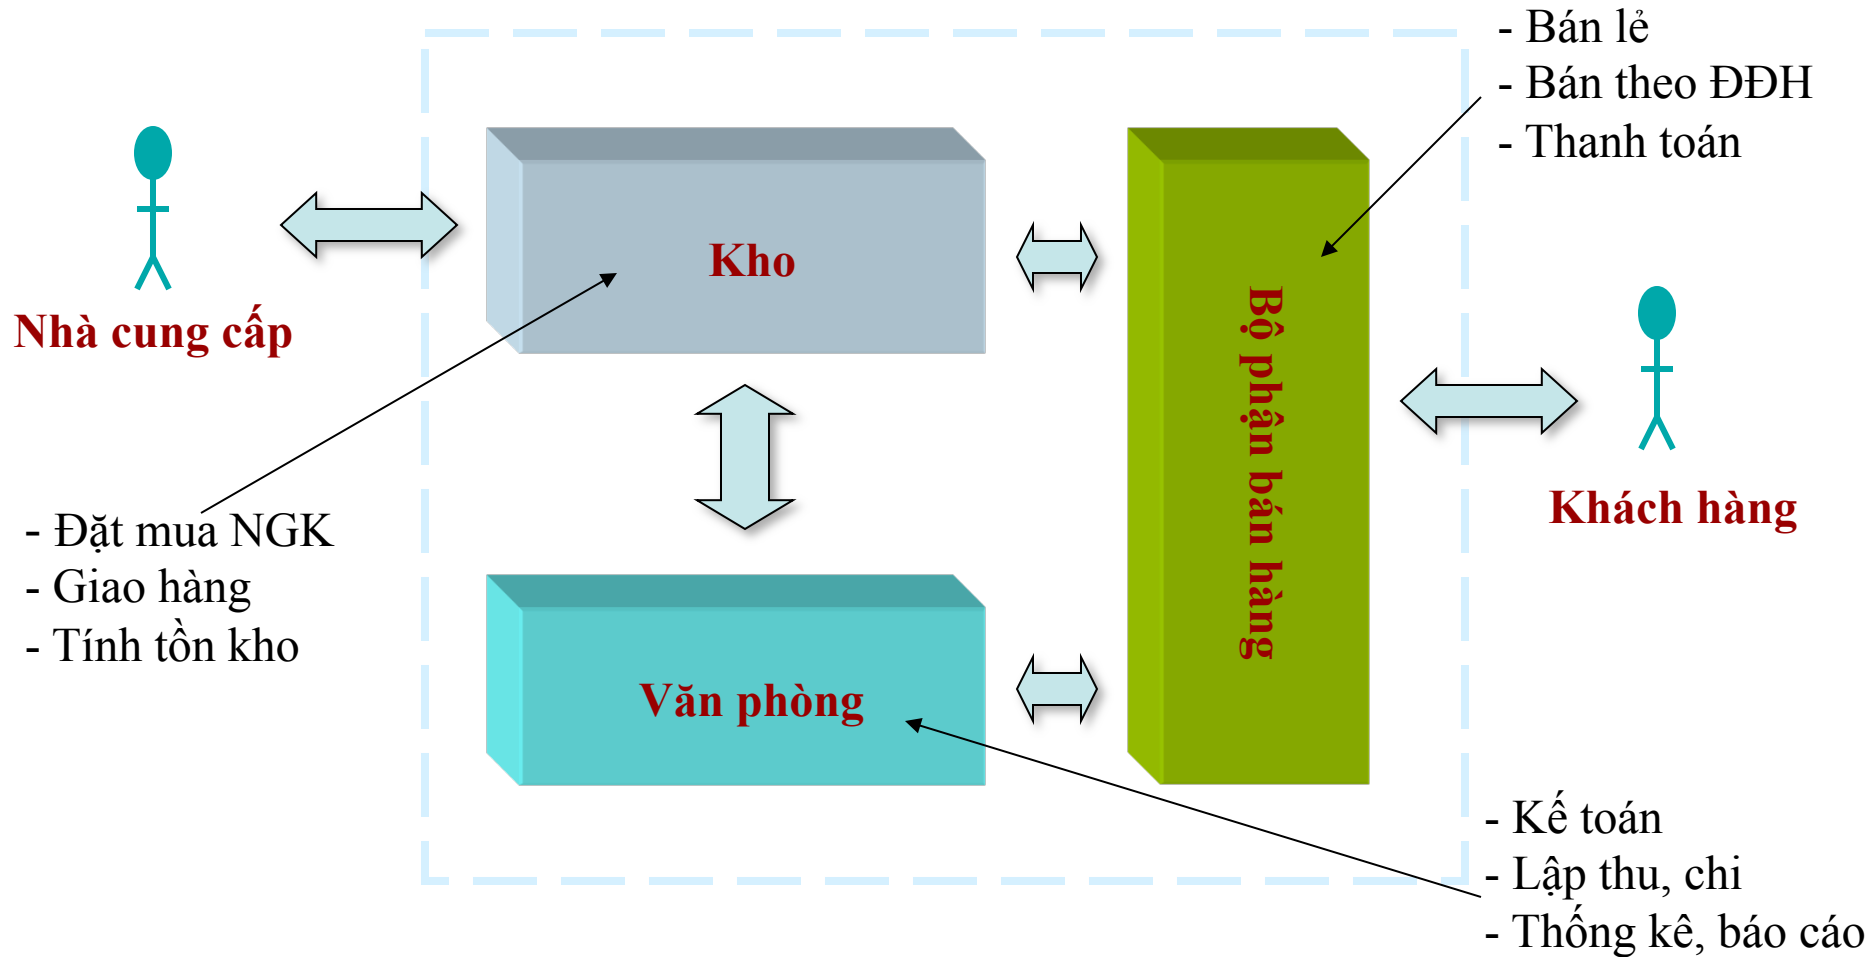 - Bán lẻ
- Bán theo ĐĐH
- Thanh toán
Kho
Nhà cung cấp
Bộ phận bán hàng
Khách hàng
- Đặt mua NGK
- Giao hàng
- Tính tồn kho
Văn phòng
- Kế toán
- Lập thu, chi
- Thống kê, báo cáo